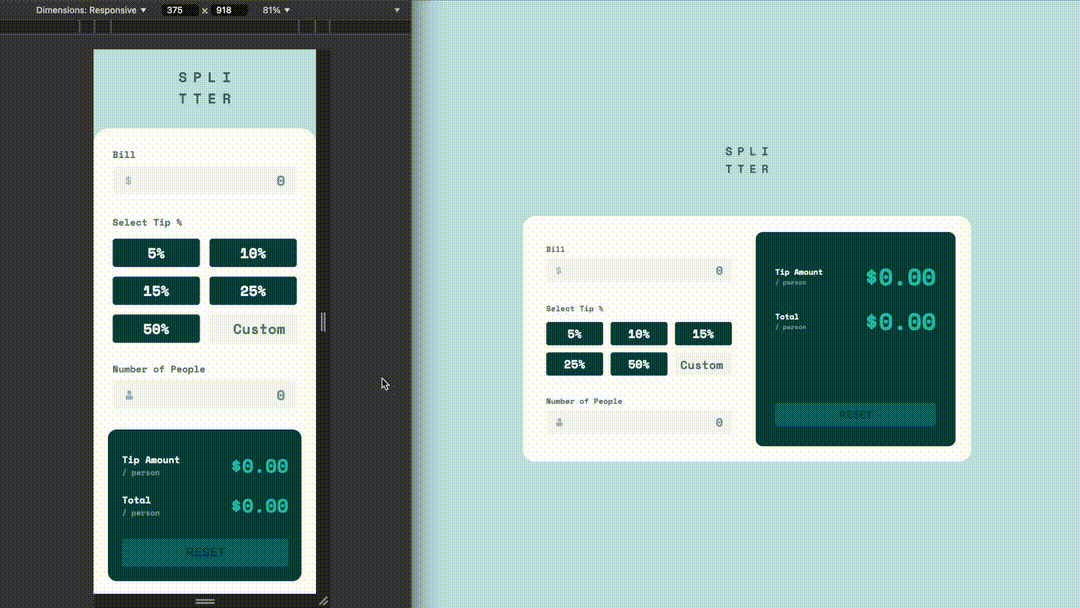 Dimensions: Responsive ▼ 375 × 918 81% ▼
SPLI
TTER
Bill
$ 0
Select Tip %
5% 10%
15% 25%
50% Custom
Number of People
0
Tip Amount
/ person
$0.00
Total
/ person
$0.00
RESET
SPLI
TTER
Bill
$ 0
Select Tip %
5% 10% 15%
25% 50% Custom
Number of People
0
Tip Amount
/ person
$0.00
Total
/ person
$0.00
RESET